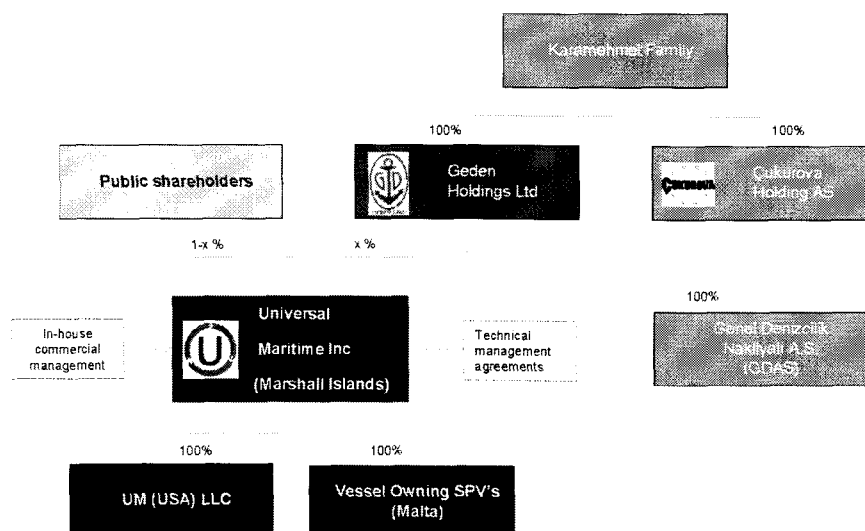 Karamehmet Family
100%
100%
Public shareholders
Geden
Holdings Ltd
ÇUKUROVA
Çukurova
Holding AS
1-x %
x %
100%
In-house
commercial
management
U
Universal
Maritime Inc
(Marshall Islands)
Technical
management
agreements
Genel Denizcilik
Nakliyati A.S.
(GDAS)
100%
100%
UM (USA) LLC
Vessel Owning SPV's
(Malta)